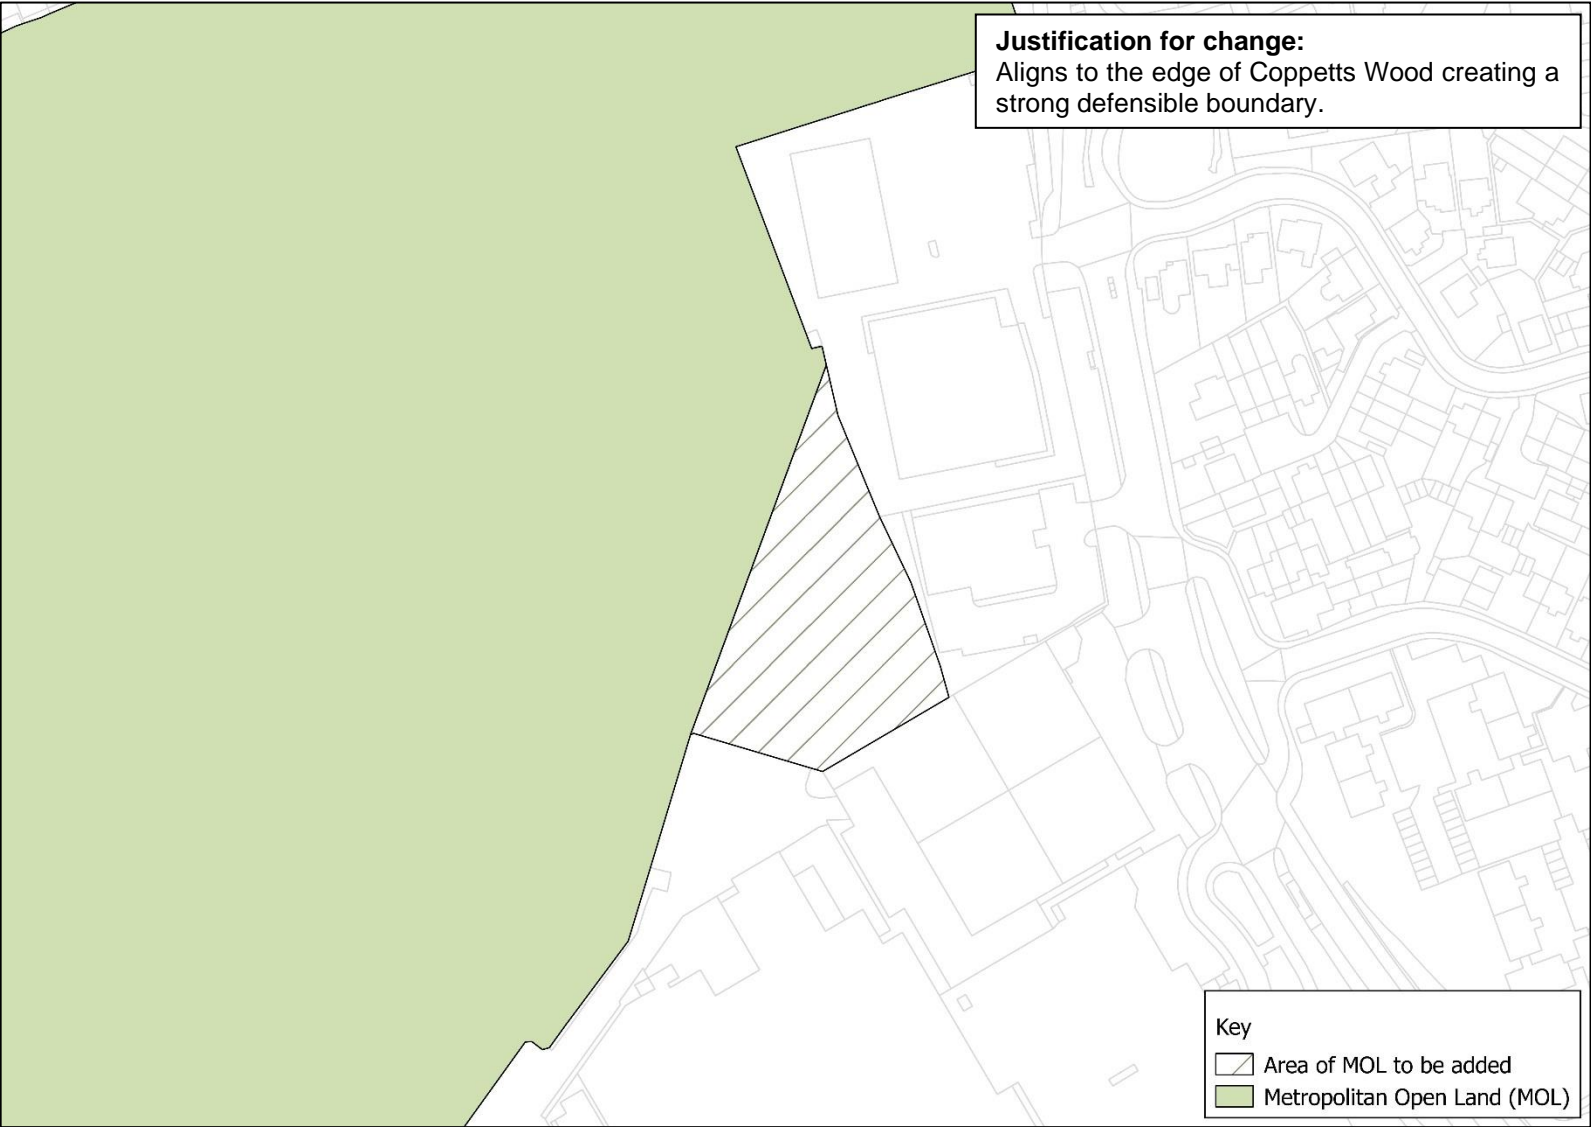 Justification for change:
Aligns to the edge of Coppetts Wood creating a
strong defensible boundary.
Key
Area of MOL to be added
Metropolitan Open Land (MOL)